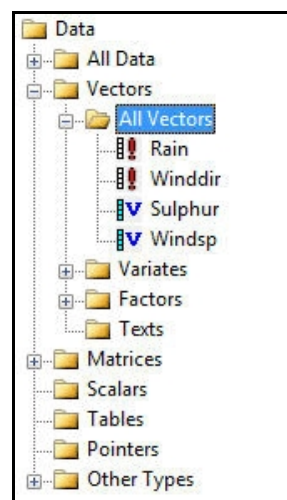 Data
All Data
Vectors
All Vectors
Rain
Winddir
Sulphur
Windsp
Variates
Factors
Texts
Matrices
Scalars
Tables
Pointers
Other Types